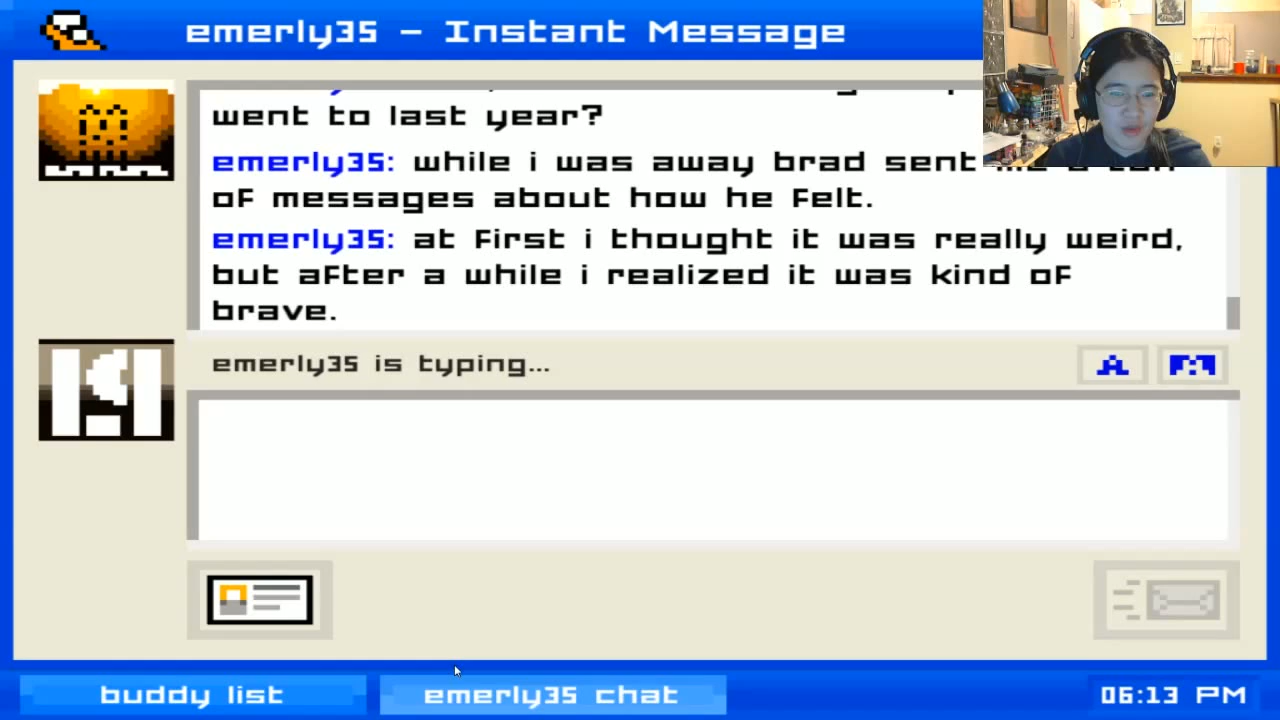 emerly35 - Instant Message
went to last year?
emerly35: while i was away brad sent
of messages about how he felt.
emerly35: at first i thought it was really weird,
but after a while i realized it was kind of
brave.
emerly35 is typing...
A
buddy list
emerly35 chat
06:13 PM